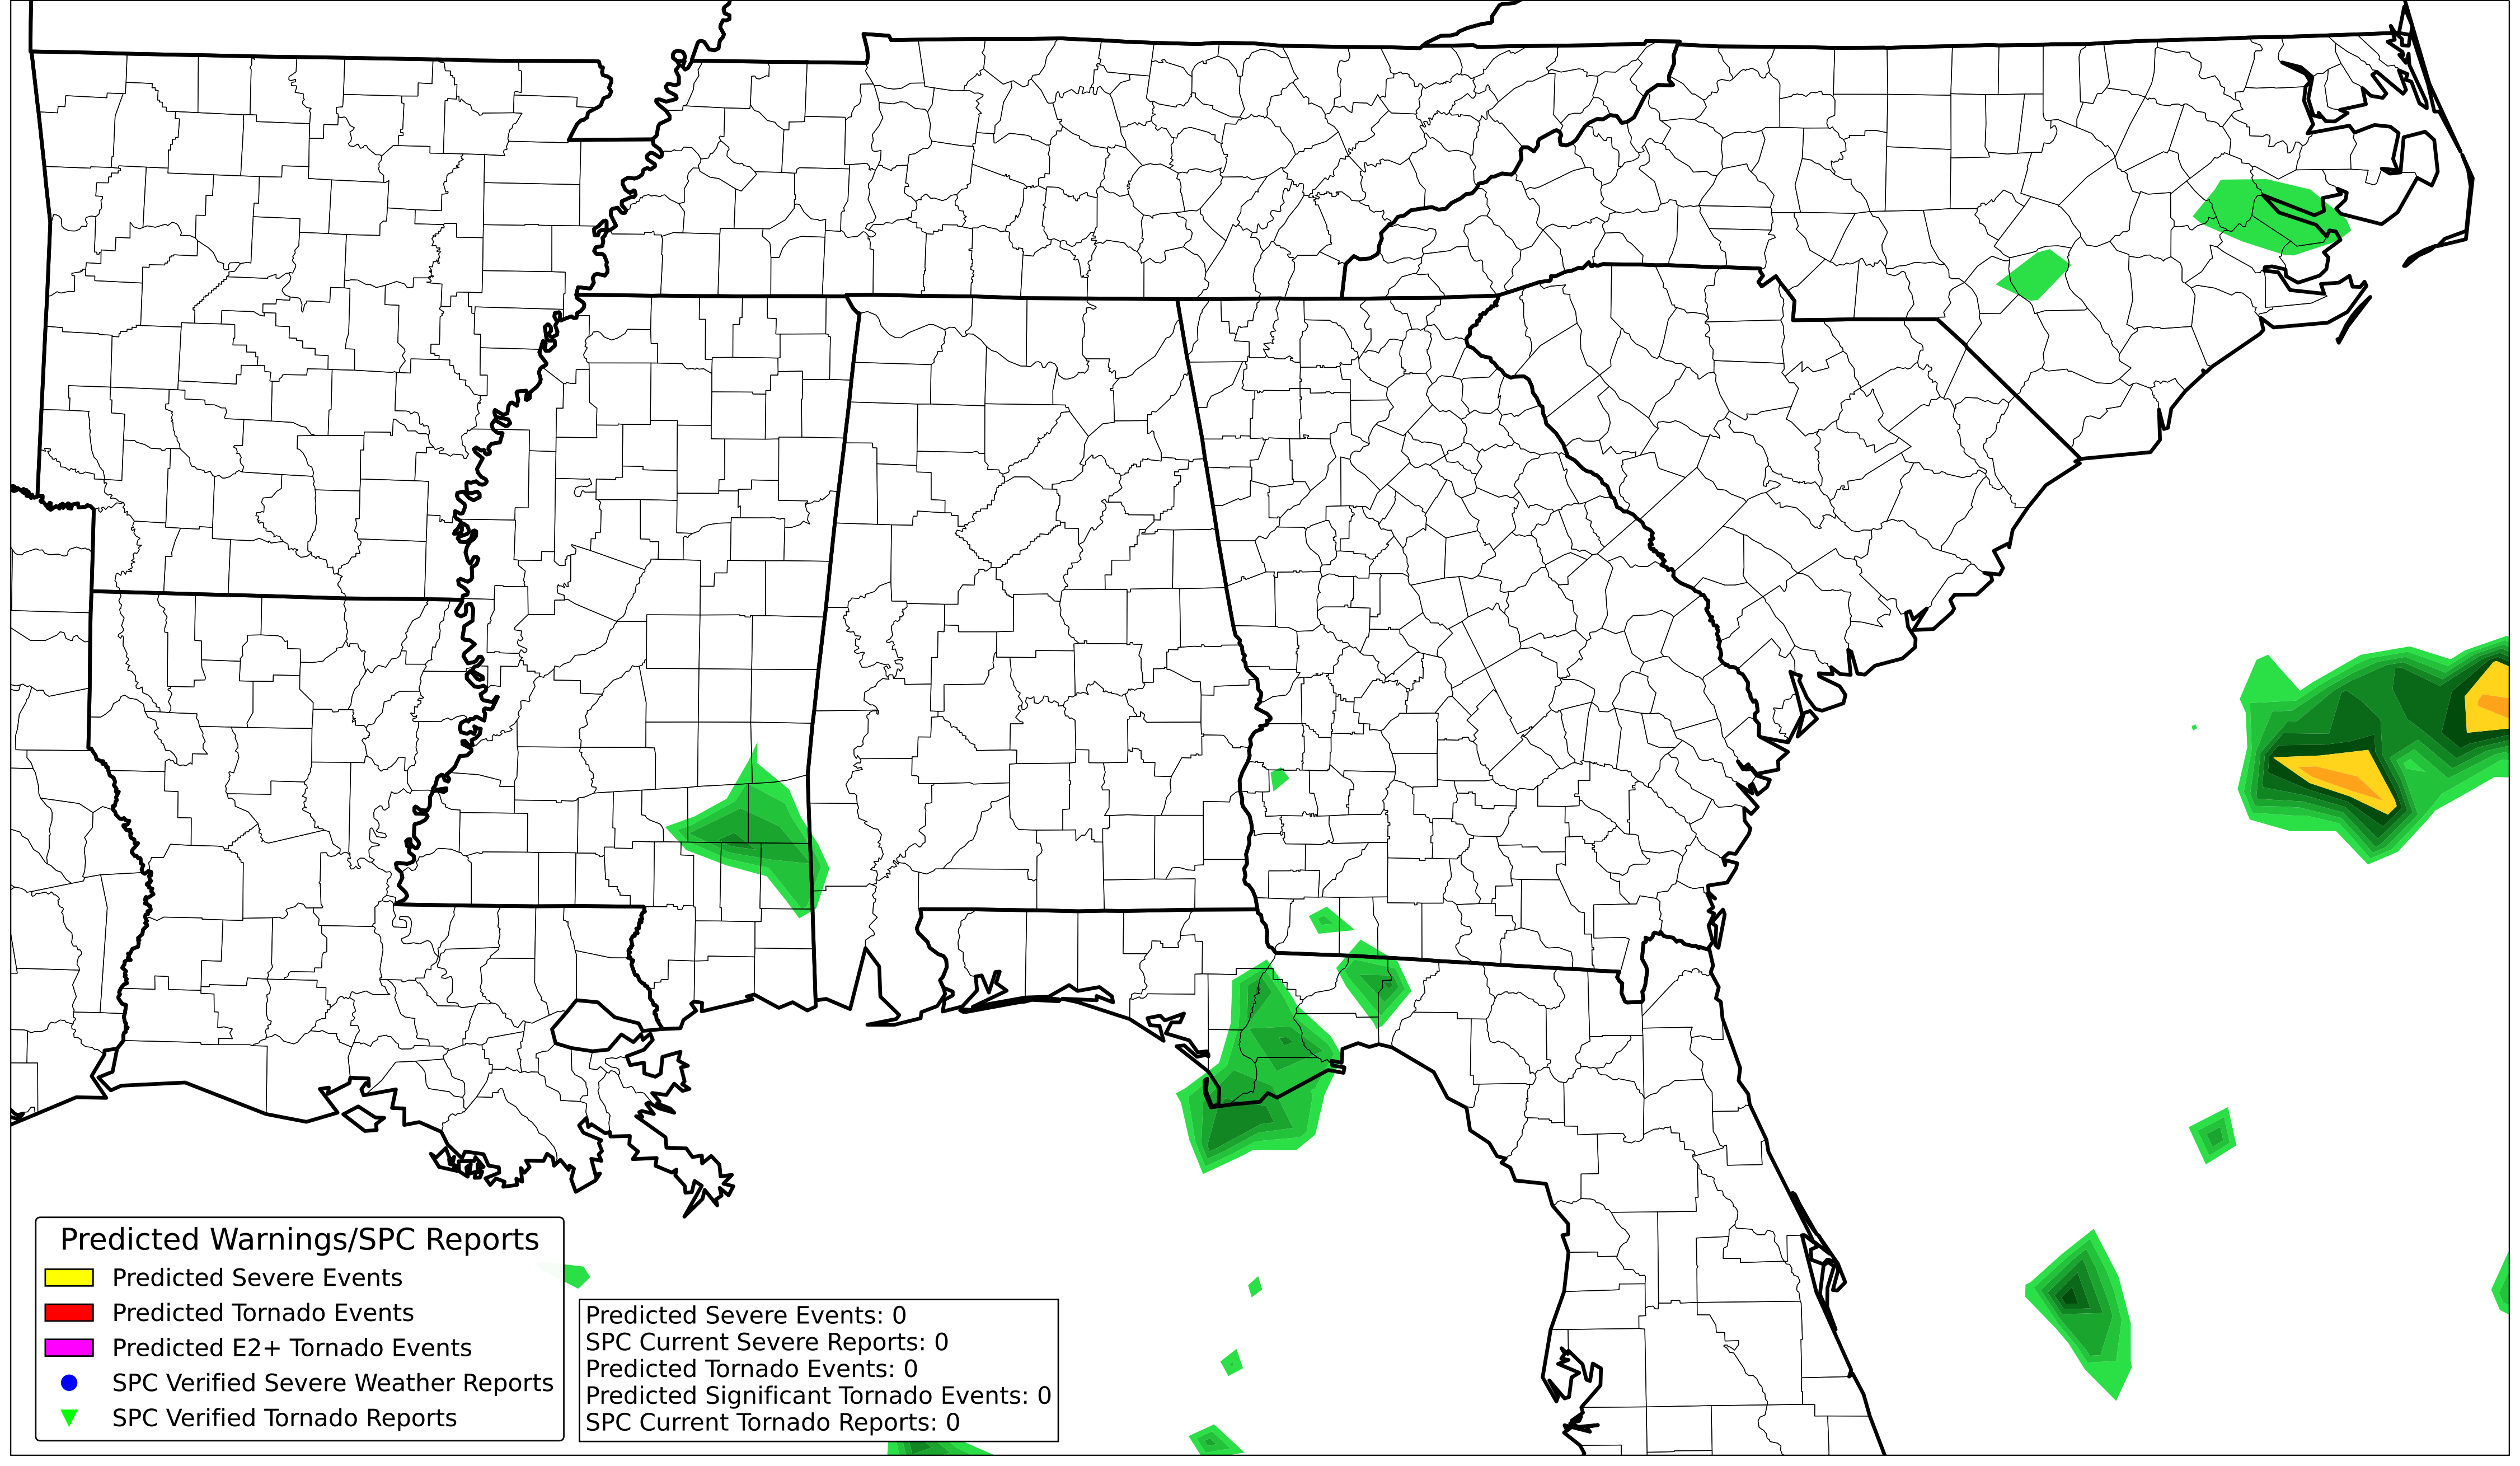 Predicted Warnings/SPC Reports
Predicted Severe Events
Predicted Tornado Events
Predicted E2+ Tornado Events
SPC Verified Severe Weather Reports
SPC Verified Tornado Reports
Predicted Severe Events: 0
SPC Current Severe Reports: 0
Predicted Tornado Events: 0
Predicted Significant Tornado Events: 0
SPC Current Tornado Reports: 0